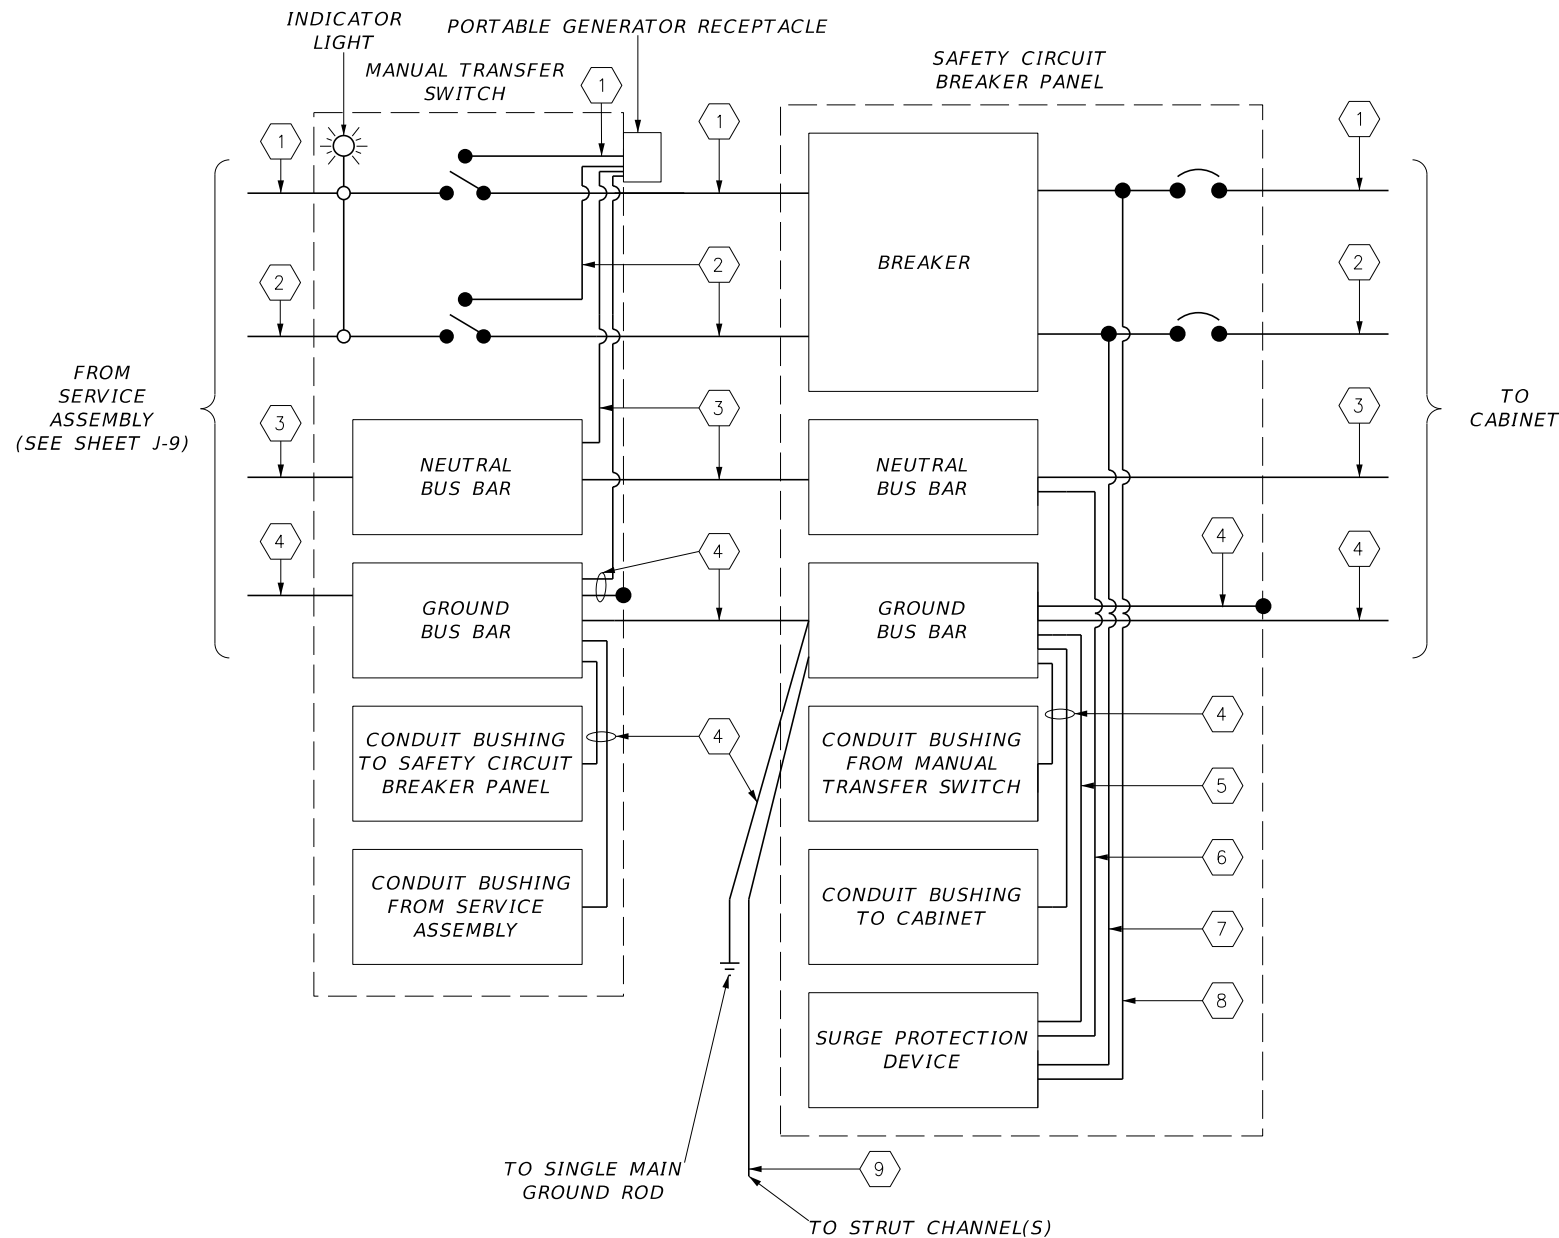 INDICATOR
LIGHT
PORTABLE GENERATOR RECEPTACLE
MANUAL TRANSFER
SWITCH
SAFETY CIRCUIT
BREAKER PANEL
1
1
1
1
BREAKER
2
2
2
FROM
SERVICE
ASSEMBLY
(SEE SHEET J-9)
TO
CABINET
3
3
3
NEUTRAL
BUS BAR
NEUTRAL
BUS BAR
4
4
4
4
GROUND
BUS BAR
GROUND
BUS BAR
CONDUIT BUSHING
TO SAFETY CIRCUIT
BREAKER PANEL
4
CONDUIT BUSHING
FROM MANUAL
TRANSFER SWITCH
4
5
6
CONDUIT BUSHING
FROM SERVICE
ASSEMBLY
CONDUIT BUSHING
TO CABINET
7
8
SURGE PROTECTION
DEVICE
TO SINGLE MAIN
GROUND ROD
9
TO STRUT CHANNEL(S)